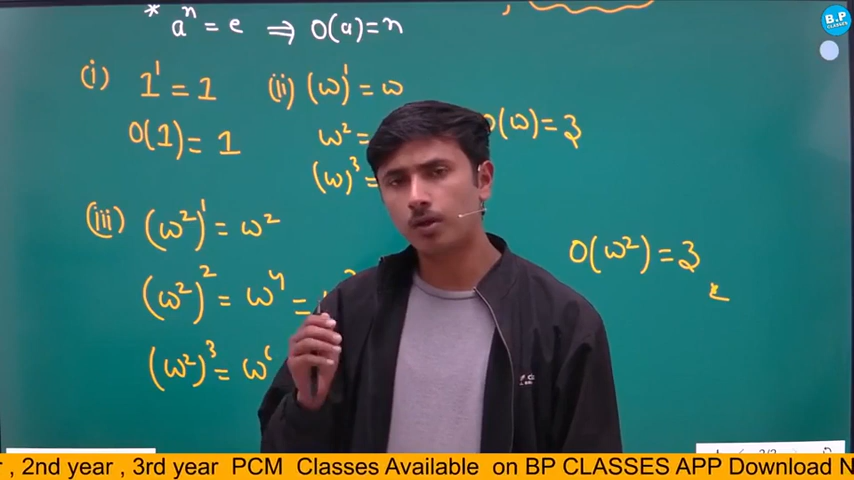 * aⁿ = e ⇒ O(a) = n
B.P
CLASSES
(i) 1¹ = 1 (ii) (ω)¹ = ω
O(1) = 1 ω² = O(ω) = 3
(ω)³ =
(iii) (ω²)¹ = ω²
O(ω²) = 3
(ω²)² = ω⁴ =
(ω²)³ = ω⁶
, 2nd year , 3rd year PCM Classes Available on BP CLASSES APP Download N